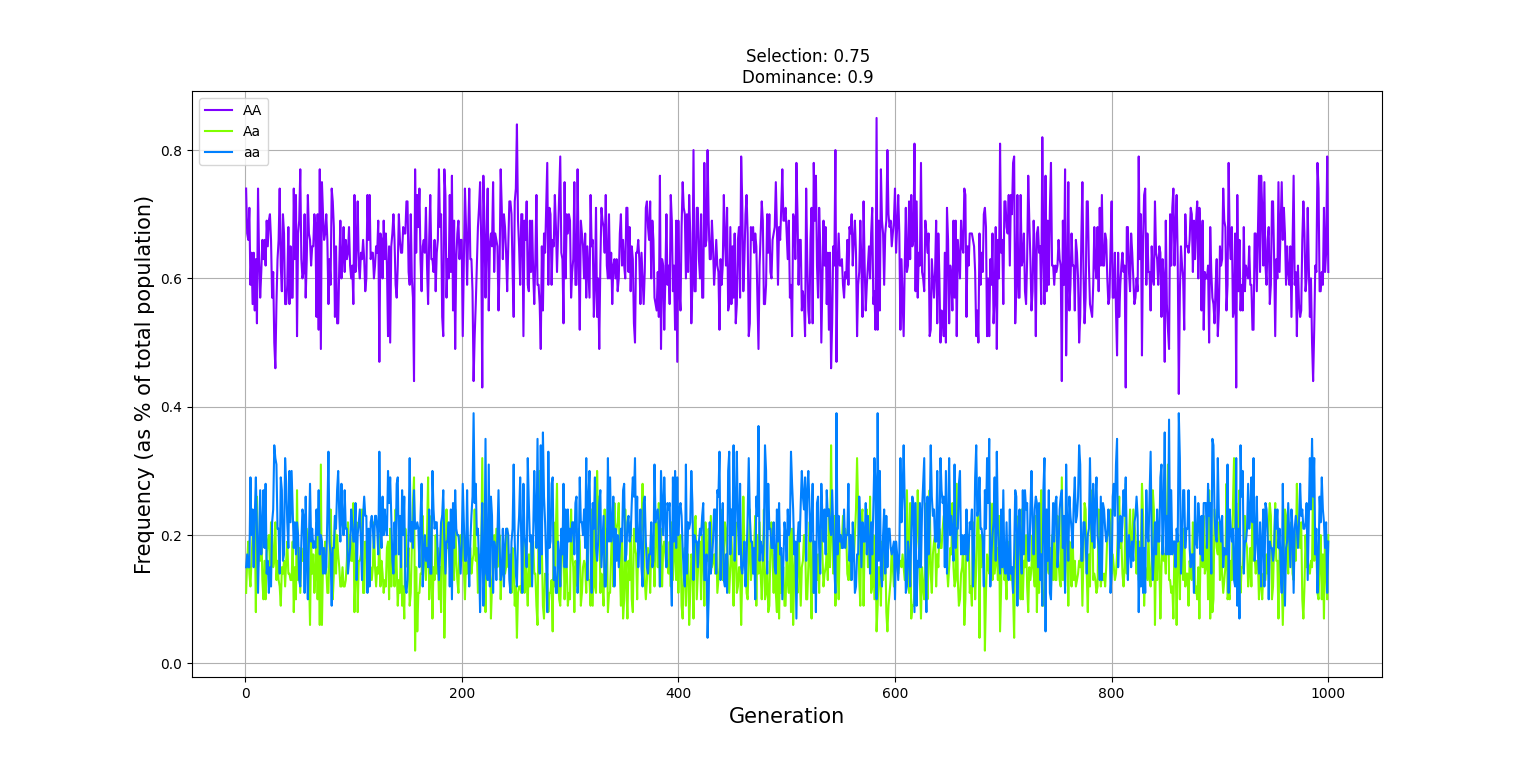 Selection: 0.75
Dominance: 0.9
AA
Aa
aa
0.8
0.6
0.4
0.2
0.0
Frequency (as % of total population)
0 200 400 600 800 1000
Generation